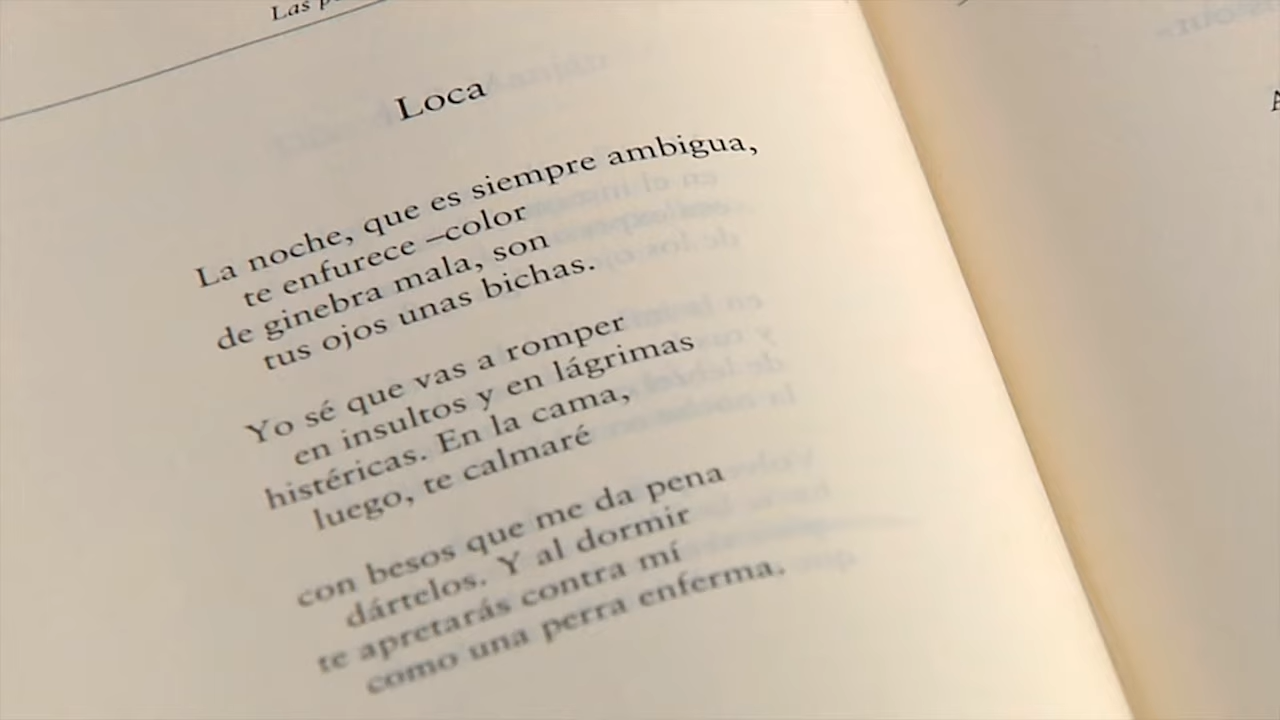 Las
Loca
La noche, que es siempre ambigua,
te enfurece –color
de ginebra mala, son
tus ojos unas bichas.
Yo sé que vas a romper
en insultos y en lágrimas
histéricas. En la cama,
luego, te calmaré
con besos que me da pena
dártelos. Y al dormir
te apretarás contra mí
como una perra enferma.